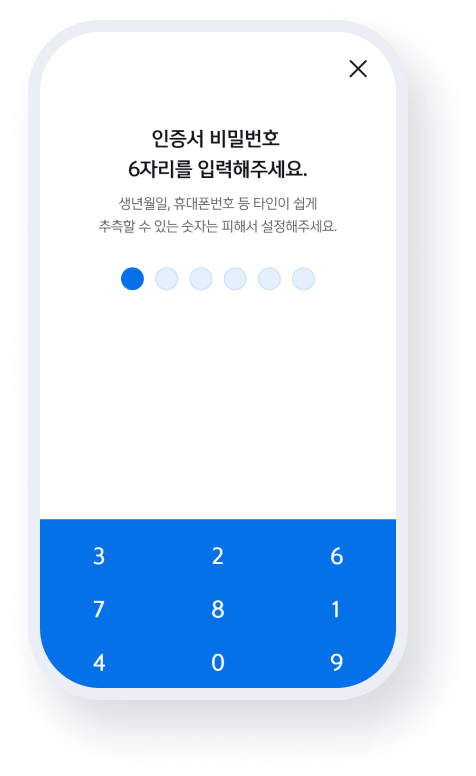 인증서 비밀번호
6자리를 입력해주세요.
생년월일, 휴대폰번호 등 타인이 쉽게
추측할 수 있는 숫자는 피해서 설정해주세요.
3 2 6
7 8 1
4 0 9